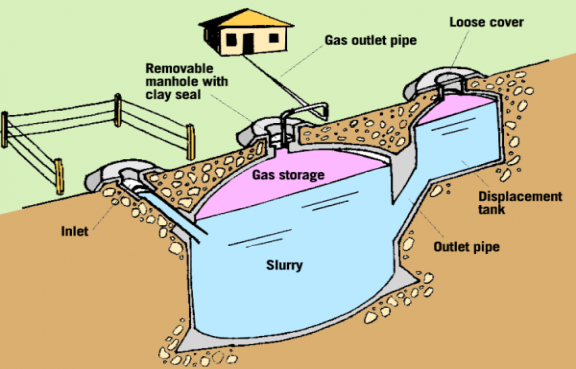 Loose cover
Gas outlet pipe
Removable
manhole with
clay seal
Gas storage
Displacement
tank
Inlet
Outlet pipe
Slurry